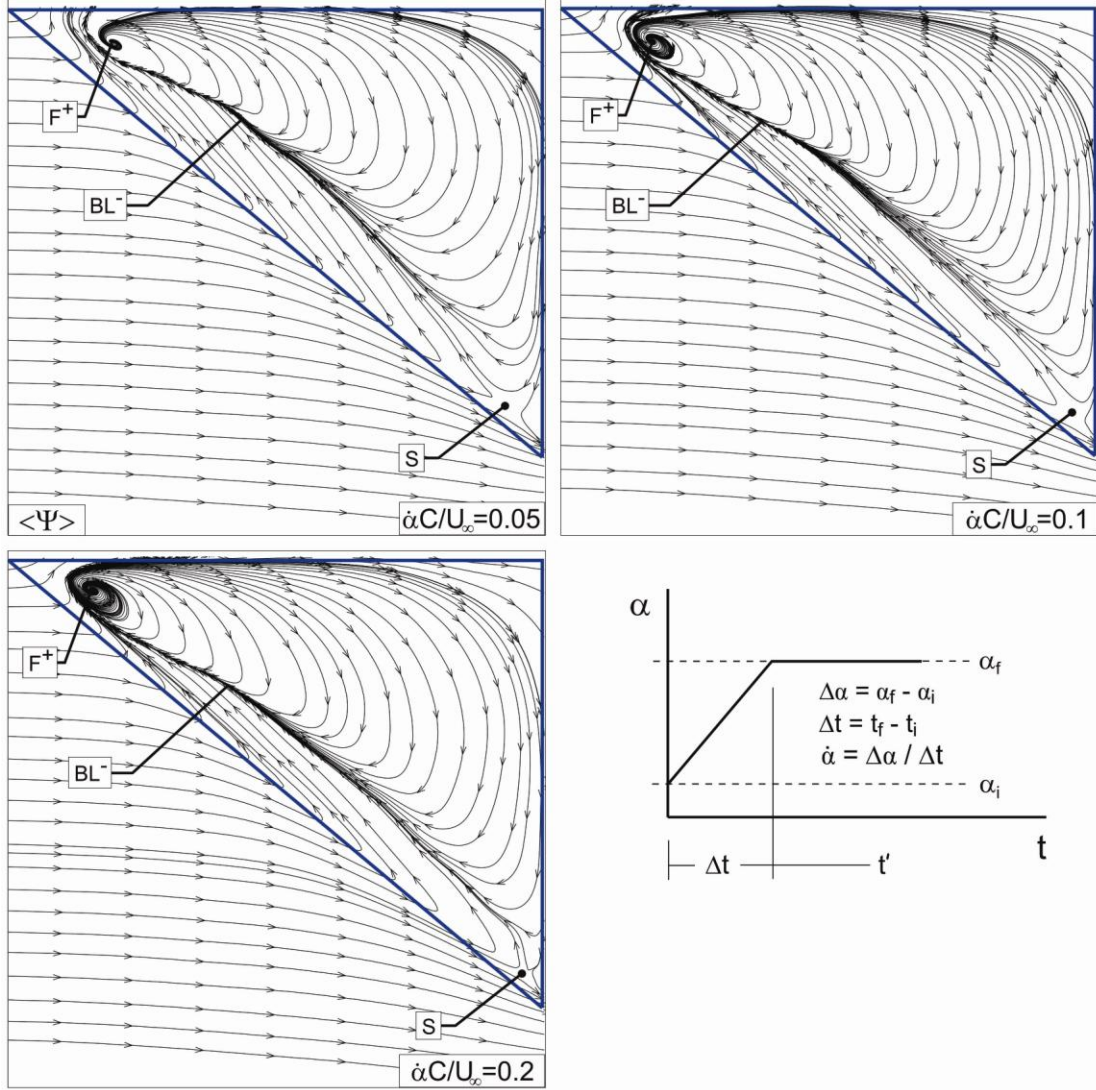 F⁺
BL⁻
S
<Ψ>
α̇C/U∞=0.05
F⁺
BL⁻
S
α̇C/U∞=0.1
F⁺
BL⁻
S
α̇C/U∞=0.2
α
αf
Δα = αf - αi
Δt = tf - ti
α̇ = Δα / Δt
αi
t
Δt
t′